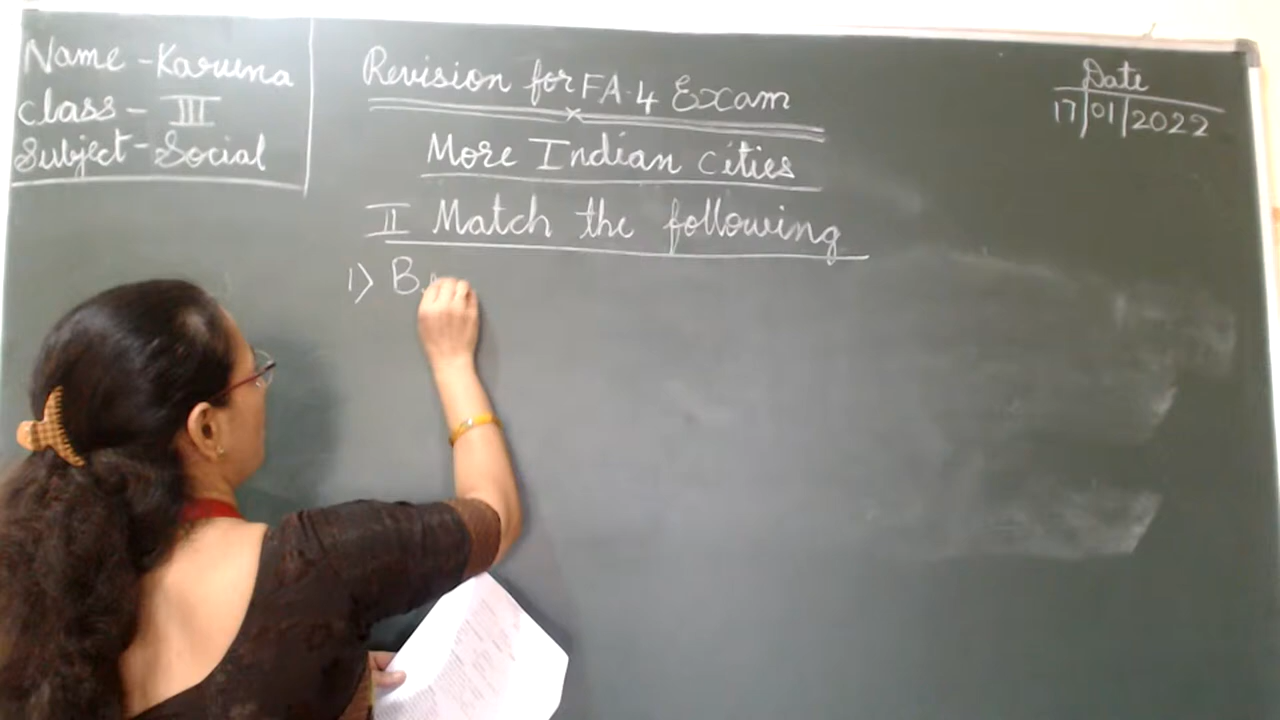 Name - Karuna
Class - III
Subject - Social
Revision for FA.4 Exam
More Indian Cities
II Match the following
1) B
Date
17/01/2022